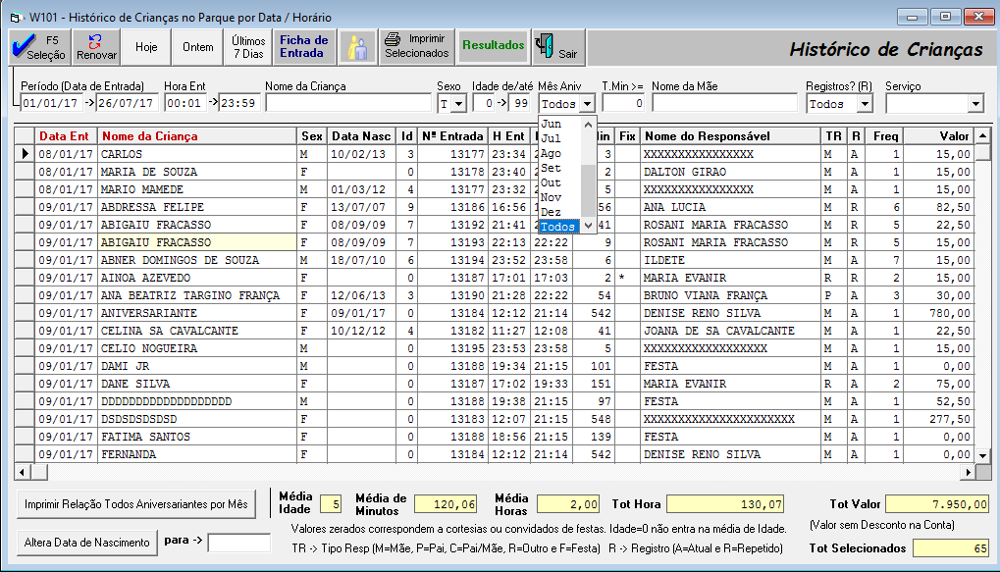 W101 - Histórico de Crianças no Parque por Data / Horário
F5 Seleção
Renovar
Hoje
Ontem
Últimos 7 Dias
Ficha de Entrada
Imprimir Selecionados
Resultados
Sair
Histórico de Crianças
Período (Data de Entrada) Hora Ent Nome da Criança Sexo Idade de/até Mês Aniv T.Min >= Nome da Mãe Registros? (R) Serviço
01/01/17 -> 26/07/17 00:01 -> 23:59 T 0 -> 99 Todos 0 Todos
Jun
Jul
Ago
Set
Out
Nov
Dez
Todos
Data Ent Nome da Criança Sex Data Nasc Id Nº Entrada H Ent Fix Nome do Responsável TR R Freq Valor
08/01/17 CARLOS M 10/02/13 3 13177 23:34 3 XXXXXXXXXXXXXXXX M A 1 15,00
08/01/17 MARIA DE SOUZA F 0 13178 23:40 2 DALTON GIRAO M A 1 15,00
08/01/17 MARIO MAMEDE M 01/03/12 4 13177 23:32 5 XXXXXXXXXXXXXXXX M A 1 15,00
09/01/17 ABDRESSA FELIPE F 13/07/07 9 13186 16:56 56 ANA LUCIA M R 6 82,50
09/01/17 ABIGAIU FRACASSO F 08/09/09 7 13192 21:41 41 ROSANI MARIA FRACASSO M R 5 22,50
09/01/17 ABIGAIU FRACASSO F 08/09/09 7 13193 22:13 22:22 9 ROSANI MARIA FRACASSO M R 5 15,00
09/01/17 ABNER DOMINGOS DE SOUZA M 18/07/10 6 13194 23:52 23:58 6 ILDETE M A 7 15,00
09/01/17 AINOA AZEVEDO F 0 13187 17:01 17:03 2 * MARIA EVANIR R R 2 15,00
09/01/17 ANA BEATRIZ TARGINO FRANÇA F 12/06/13 3 13190 21:28 22:22 54 BRUNO VIANA FRANÇA P A 3 30,00
09/01/17 ANIVERSARIANTE F 09/01/17 0 13184 12:12 21:14 542 DENISE RENO SILVA M A 1 780,00
09/01/17 CELINA SA CAVALCANTE F 10/12/12 4 13182 11:27 12:08 41 JOANA DE SA CAVALCANTE M A 1 22,50
09/01/17 CELIO NOGUEIRA M 0 13195 23:53 23:58 5 XXXXXXXXXXXXXXXXXX M A 1 15,00
09/01/17 DAMI JR M 0 13188 19:34 21:15 101 FESTA M A 1 0,00
09/01/17 DANE SILVA F 0 13187 17:02 19:33 151 MARIA EVANIR R A 2 75,00
09/01/17 DDDDDDDDDDDDDDDDDDD M 0 13188 19:38 21:15 97 FESTA M A 1 52,50
09/01/17 DSDSDSDSDSD F 0 13183 12:07 21:15 548 XXXXXXXXXXXXXXXXXXXXXX M A 1 277,50
09/01/17 FATIMA SANTOS F 0 13188 18:56 21:15 139 FESTA M A 1 0,00
09/01/17 FERNANDA F 0 13184 12:12 21:14 542 DENISE RENO SILVA M A 1 0,00
Imprimir Relação Todos Aniversariantes por Mês
Média Idade 5 Média de Minutos 120,06 Média Horas 2,00 Tot Hora 130,07 Tot Valor 7.950,00
Valores zerados correspondem a cortesias ou convidados de festas. Idade=0 não entra na média de Idade. (Valor sem Desconto na Conta)
Altera Data de Nascimento para ->
TR -> Tipo Resp (M=Mãe, P=Pai, C=Pai/Mãe, R=Outro e F=Festa) R -> Registro (A=Atual e R=Repetido) Tot Selecionados 65